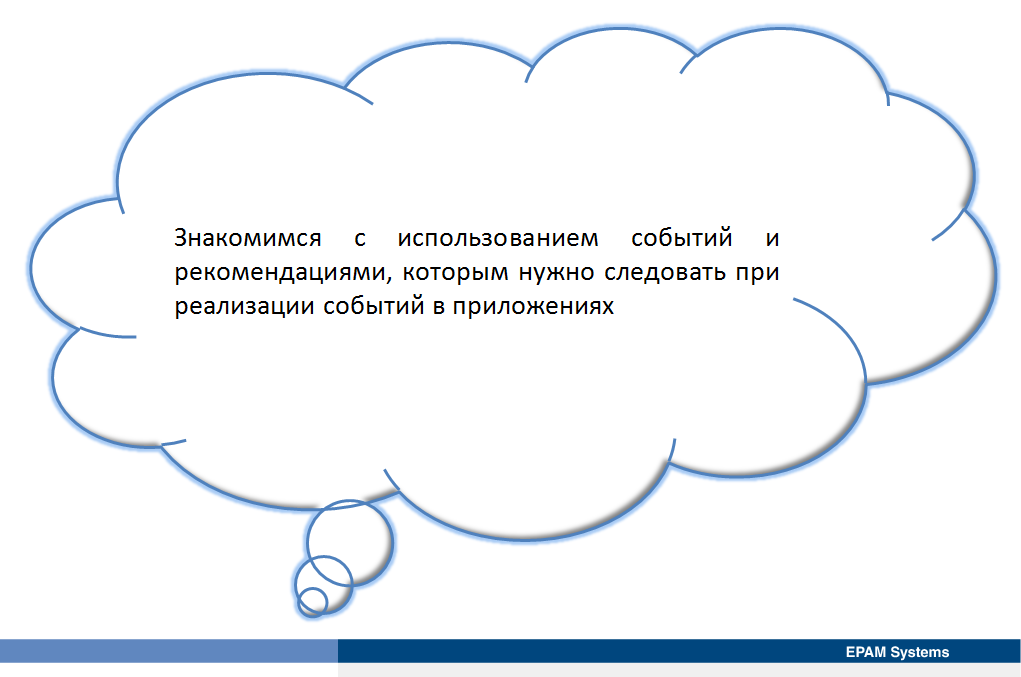 Знакомимся с использованием событий и
рекомендациями, которым нужно следовать при
реализации событий в приложениях
EPAM Systems